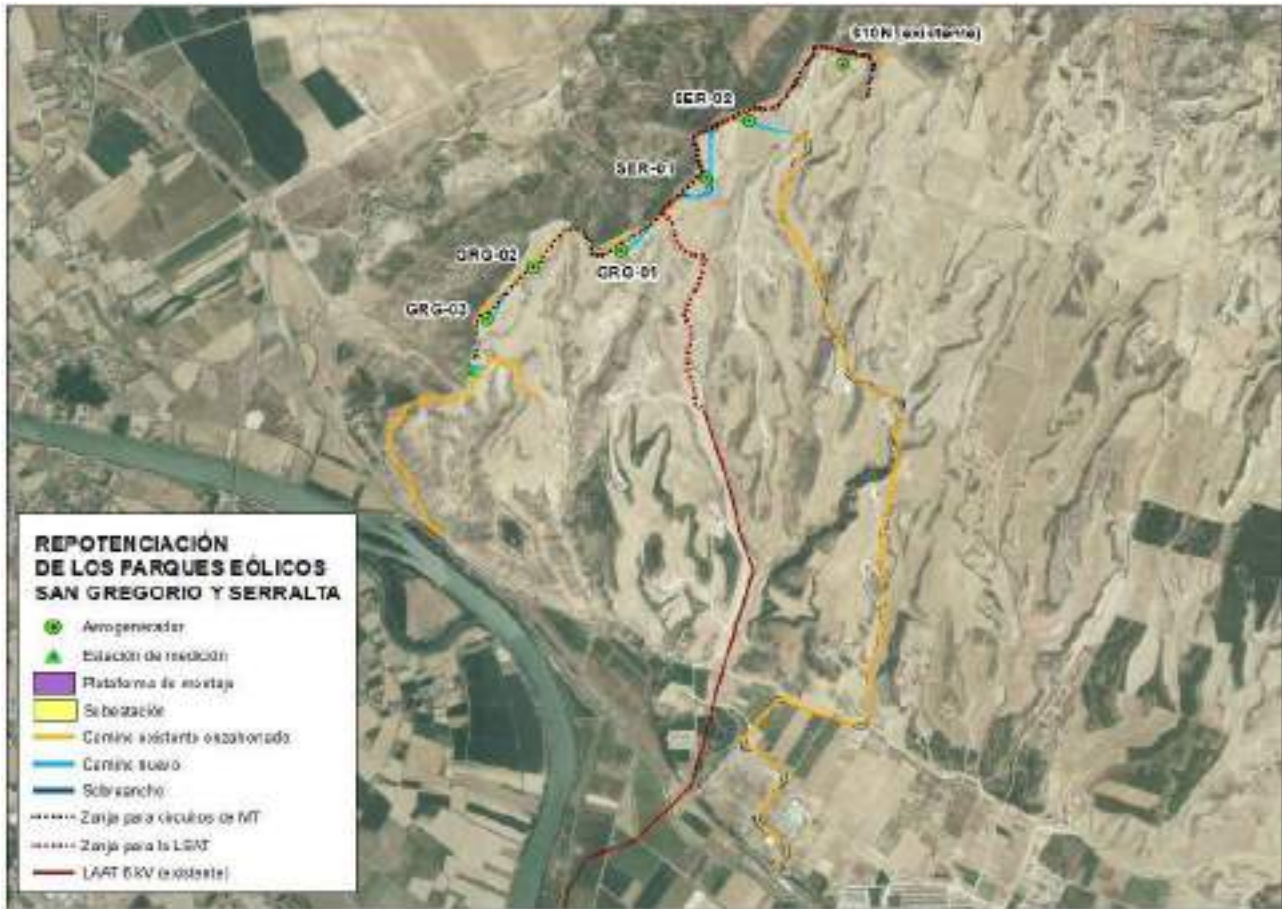 S10N (existente)
SER-02
SER-01
GRG-02
GRG-01
GRG-03
REPOTENCIACIÓN
DE LOS PARQUES EÓLICOS
SAN GREGORIO Y SERRALTA
Aerogenerador
Estación de medición
Plataforma de montaje
Subestación
Camino existente
Camino nuevo
Sobreancho
Zanja para circuitos de MT
Zanja para la LSAT
LAAT (existente)